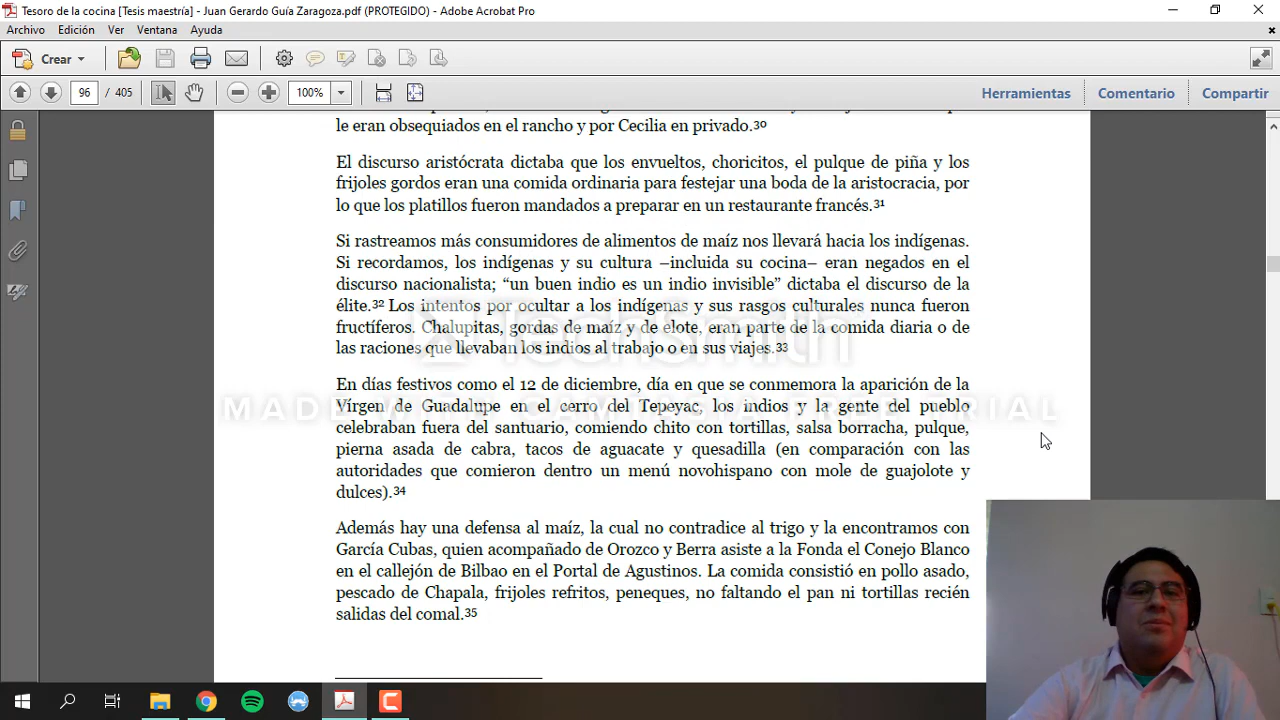 Tesoro de la cocina [Tesis maestría] - Juan Gerardo Guía Zaragoza.pdf (PROTEGIDO) - Adobe Acrobat Pro
Archivo Edición Ver Ventana Ayuda
Crear
96 / 405 100% Herramientas Comentario Compartir
le eran obsequiados en el rancho y por Cecilia en privado.30
El discurso aristócrata dictaba que los envueltos, choricitos, el pulque de piña y los
frijoles gordos eran una comida ordinaria para festejar una boda de la aristocracia, por
lo que los platillos fueron mandados a preparar en un restaurante francés.31
Si rastreamos más consumidores de alimentos de maíz nos llevará hacia los indígenas.
Si recordamos, los indígenas y su cultura –incluida su cocina– eran negados en el
discurso nacionalista; “un buen indio es un indio invisible” dictaba el discurso de la
élite.32 Los intentos por ocultar a los indígenas y sus rasgos culturales nunca fueron
fructíferos. Chalupitas, gordas de maíz y de elote, eran parte de la comida diaria o de
las raciones que llevaban los indios al trabajo o en sus viajes.33
TechSmith
En días festivos como el 12 de diciembre, día en que se conmemora la aparición de la
MADE WITH CAMTASIA FREE TRIAL
Vírgen de Guadalupe en el cerro del Tepeyac, los indios y la gente del pueblo
celebraban fuera del santuario, comiendo chito con tortillas, salsa borracha, pulque,
pierna asada de cabra, tacos de aguacate y quesadilla (en comparación con las
autoridades que comieron dentro un menú novohispano con mole de guajolote y
dulces).34
Además hay una defensa al maíz, la cual no contradice al trigo y la encontramos con
García Cubas, quien acompañado de Orozco y Berra asiste a la Fonda el Conejo Blanco
en el callejón de Bilbao en el Portal de Agustinos. La comida consistió en pollo asado,
pescado de Chapala, frijoles refritos, peneques, no faltando el pan ni tortillas recién
salidas del comal.35